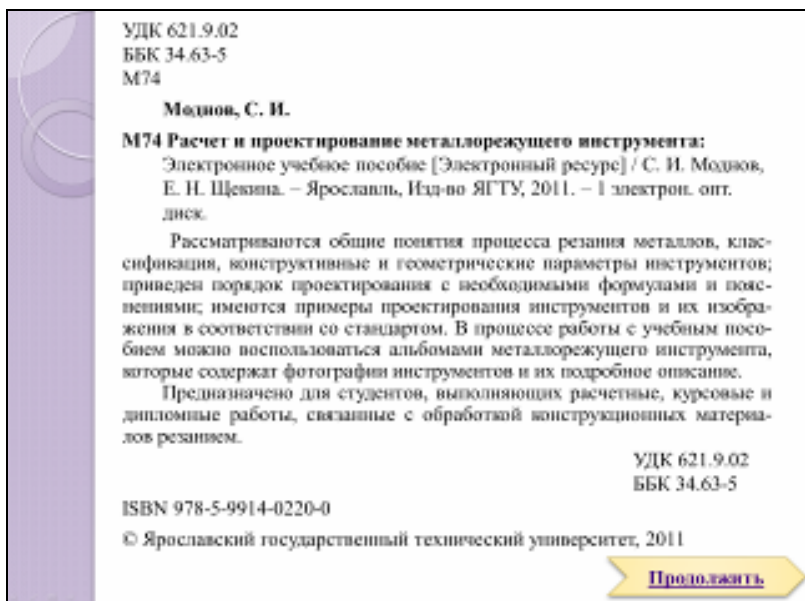 УДК 621.9.02
ББК 34.63-5
М74
Моднов, С. И.
М74 Расчет и проектирование металлорежущего инструмента:
Электронное учебное пособие [Электронный ресурс] / С. И. Моднов,
Е. Н. Щекина. – Ярославль, Изд-во ЯГТУ, 2011. – 1 электрон. опт.
диск.
Рассматриваются общие понятия процесса резания металлов, клас-
сификация, конструктивные и геометрические параметры инструментов;
приведен порядок проектирования с необходимыми формулами и пояс-
нениями; имеются примеры проектирования инструментов и их изобра-
жения в соответствии со стандартом. В процессе работы с учебным посо-
бием можно воспользоваться альбомами металлорежущего инструмента,
которые содержат фотографии инструментов и их подробное описание.
Предназначено для студентов, выполняющих расчетные, курсовые и
дипломные работы, связанные с обработкой конструкционных материа-
лов резанием.
УДК 621.9.02
ББК 34.63-5
ISBN 978-5-9914-0220-0
© Ярославский государственный технический университет, 2011
Продолжить